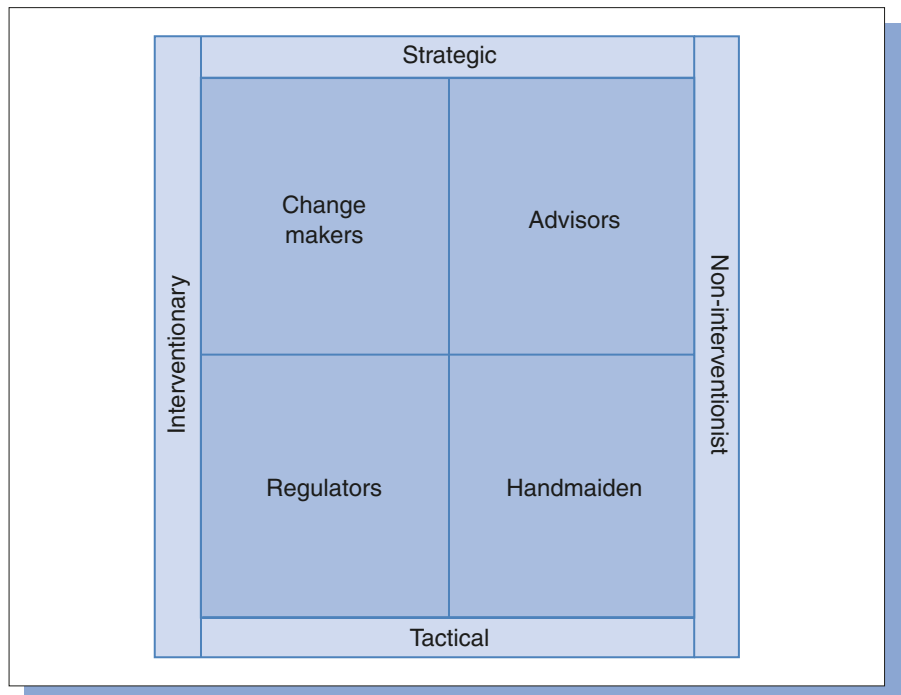 Strategic
Change
makers
Advisors
Interventionary
Non-interventionist
Regulators
Handmaiden
Tactical